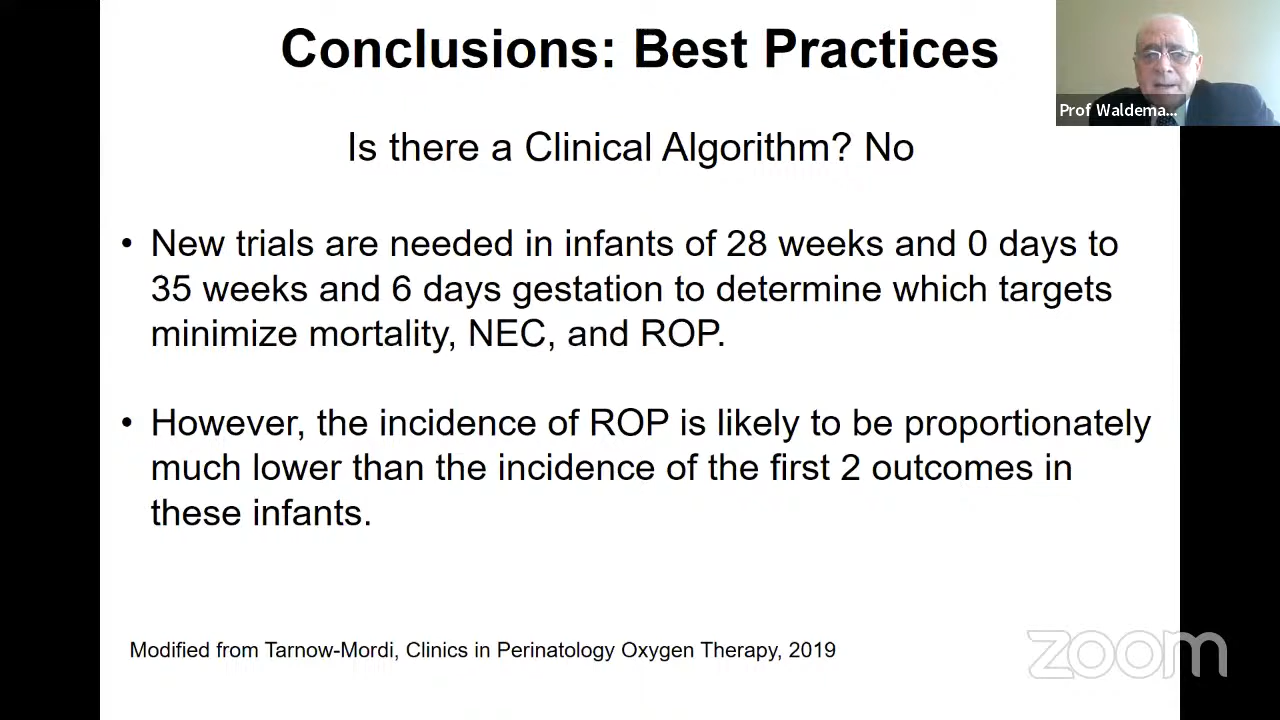 Conclusions: Best Practices
Prof Waldema...
Is there a Clinical Algorithm? No
• New trials are needed in infants of 28 weeks and 0 days to
35 weeks and 6 days gestation to determine which targets
minimize mortality, NEC, and ROP.
• However, the incidence of ROP is likely to be proportionately
much lower than the incidence of the first 2 outcomes in
these infants.
Modified from Tarnow-Mordi, Clinics in Perinatology Oxygen Therapy, 2019
zoom